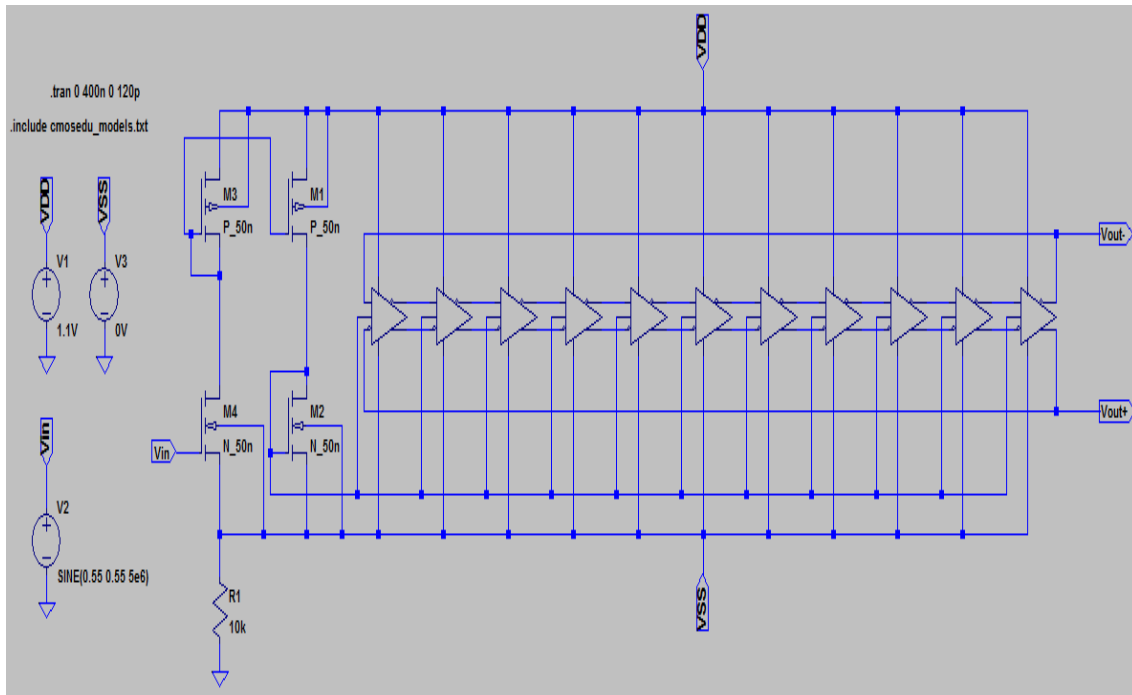 VDD
.tran 0 400n 0 120p
.include cmosedu_models.txt
M3
P_50n
M1
P_50n
VDD
VSS
V1
1.1V
V3
0V
Vout-
Vout+
M4
N_50n
M2
N_50n
Vin
Vin
V2
SINE(0.55 0.55 5e6)
R1
10k
VSS